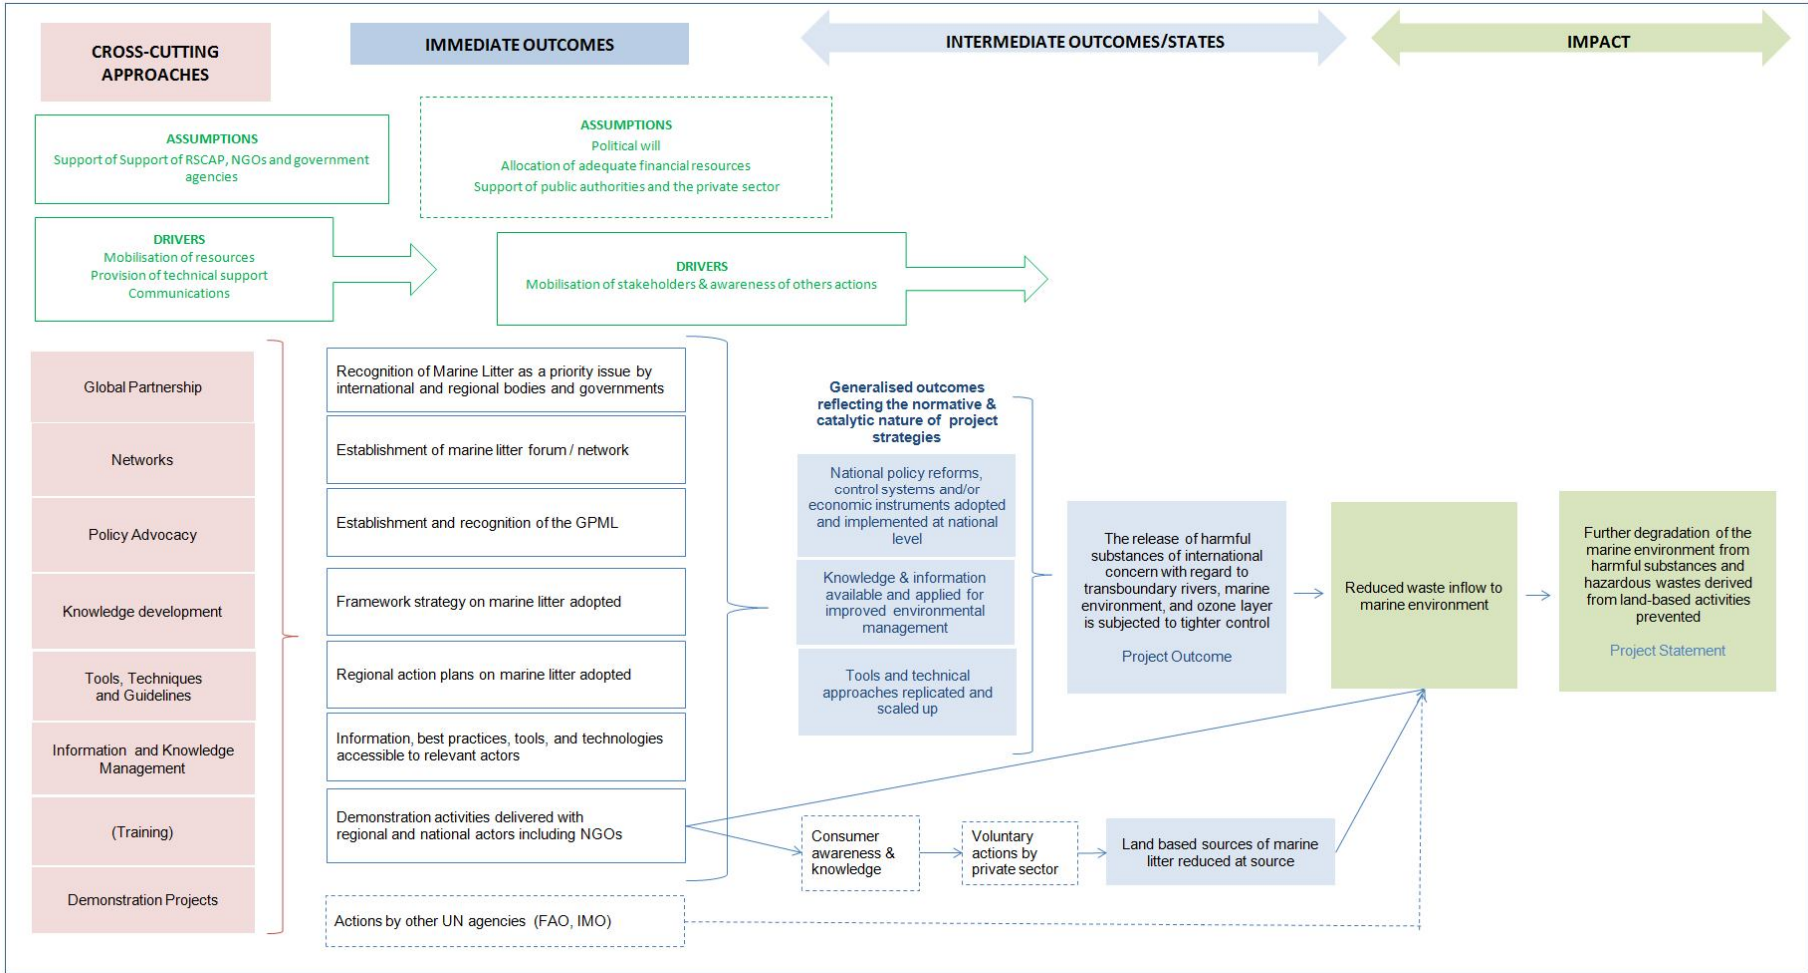 CROSS-CUTTING
APPROACHES
IMMEDIATE OUTCOMES
INTERMEDIATE OUTCOMES/STATES
IMPACT
ASSUMPTIONS
Support of Support of RSCAP, NGOs and government
agencies
ASSUMPTIONS
Political will
Allocation of adequate financial resources
Support of public authorities and the private sector
DRIVERS
Mobilisation of resources
Provision of technical support
Communications
DRIVERS
Mobilisation of stakeholders & awareness of others actions
Global Partnership
Networks
Policy Advocacy
Knowledge development
Tools, Techniques
and Guidelines
Information and Knowledge
Management
(Training)
Demonstration Projects
Recognition of Marine Litter as a priority issue by
international and regional bodies and governments
Establishment of marine litter forum / network
Establishment and recognition of the GPML
Framework strategy on marine litter adopted
Regional action plans on marine litter adopted
Information, best practices, tools, and technologies
accessible to relevant actors
Demonstration activities delivered with
regional and national actors including NGOs
Actions by other UN agencies (FAO, IMO)
Generalised outcomes
reflecting the normative &
catalytic nature of project
strategies
National policy reforms,
control systems and/or
economic instruments adopted
and implemented at national
level
Knowledge & information
available and applied for
improved environmental
management
Tools and technical
approaches replicated and
scaled up
Consumer
awareness &
knowledge
Voluntary
actions by
private sector
Land based sources of marine
litter reduced at source
The release of harmful
substances of international
concern with regard to
transboundary rivers, marine
environment, and ozone layer
is subjected to tighter control
Project Outcome
Reduced waste inflow to
marine environment
Further degradation of the
marine environment from
harmful substances and
hazardous wastes derived
from land-based activities
prevented
Project Statement